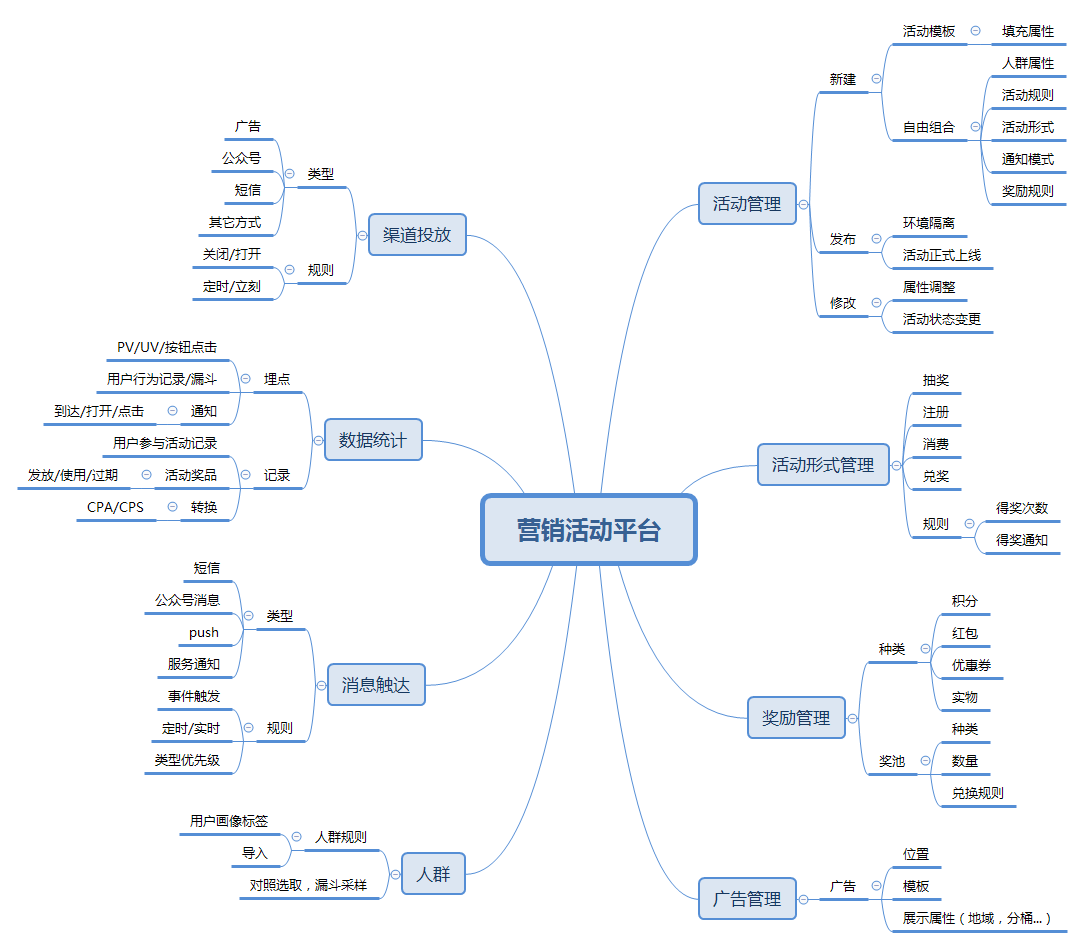 营销活动平台
活动管理
新建
活动模板
填充属性
自由组合
人群属性
活动规则
活动形式
通知模式
奖励规则
发布
环境隔离
活动正式上线
修改
属性调整
活动状态变更
活动形式管理
抽奖
注册
消费
兑奖
规则
得奖次数
得奖通知
奖励管理
种类
积分
红包
优惠券
实物
奖池
种类
数量
兑换规则
广告管理
广告
位置
模板
展示属性（地域，分桶...）
渠道投放
类型
广告
公众号
短信
其它方式
规则
关闭/打开
定时/立刻
数据统计
埋点
PV/UV/按钮点击
用户行为记录/漏斗
通知
到达/打开/点击
记录
用户参与活动记录
活动奖品
发放/使用/过期
转换
CPA/CPS
消息触达
类型
短信
公众号消息
push
服务通知
规则
事件触发
定时/实时
类型优先级
人群
人群规则
用户画像标签
导入
对照选取，漏斗采样